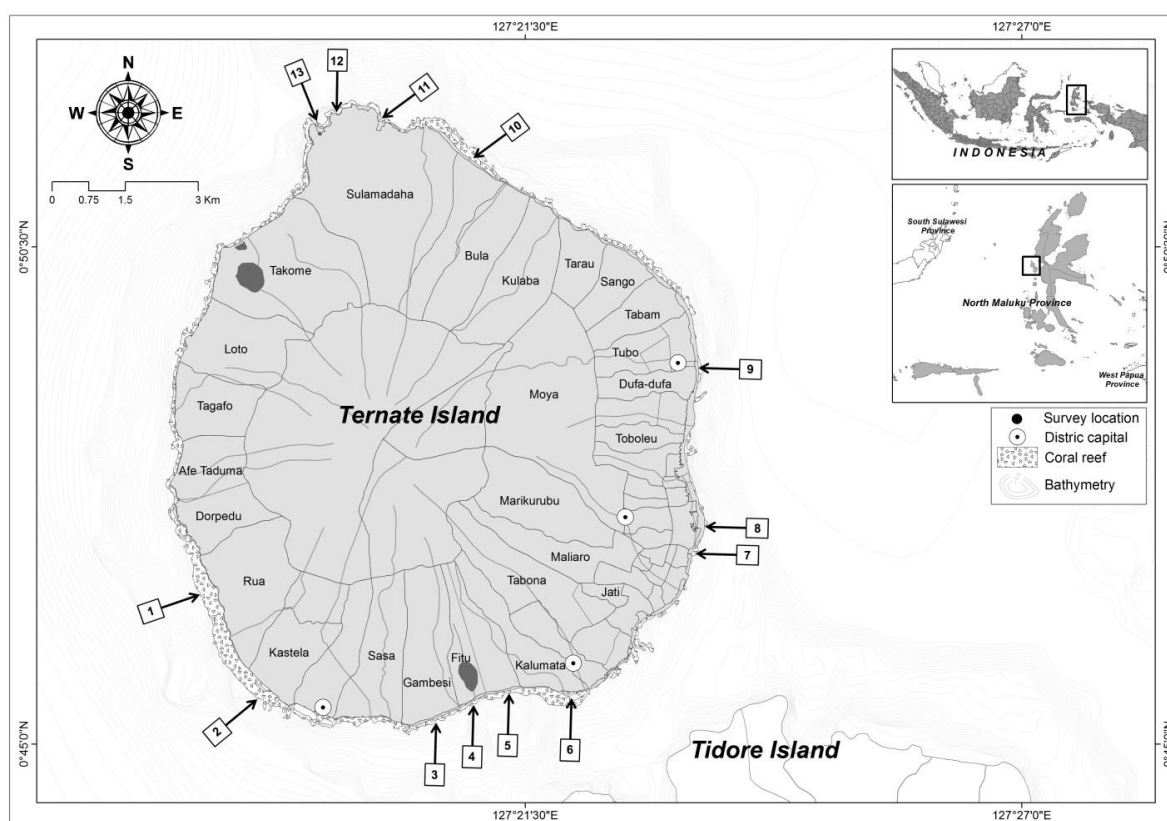 127°21'30"E
127°27'0"E
N
W
E
S
0
0.75
1.5
3 Km
13
12
11
10
Sulamadaha
INDONESIA
0°50'30"N
Takome
Bula
Kulaba
Tarau
Sango
Tabam
South Sulawesi
Province
North Maluku Province
West Papua
Province
Loto
Tubo
9
Dufa-dufa
Moya
Tagafo
Ternate Island
Toboleu
Survey location
Distric capital
Coral reef
Bathymetry
Afe Taduma
Dorpedu
Marikurubu
8
7
Maliaro
Rua
Tabona
Jati
1
Kastela
Sasa
Fitu
Gambesi
Kalumata
2
3
4
5
6
0°45'0"N
Tidore Island
127°21'30"E
127°27'0"E